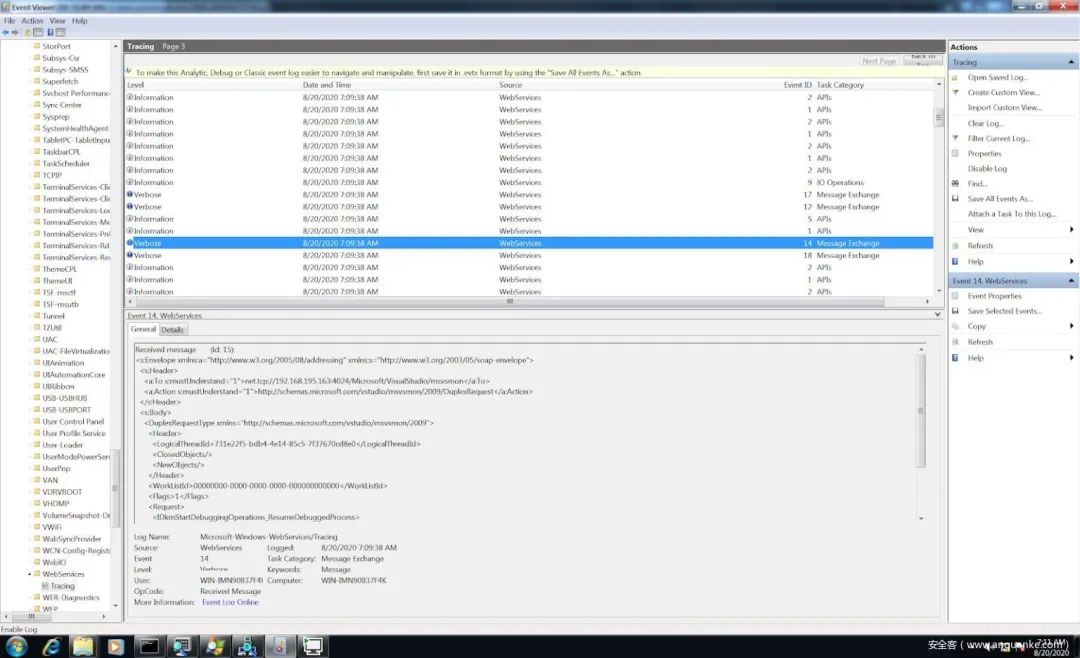 Event Viewer
File Action View Help
StorPort
Subsys-Csr
Subsys-SMSS
Superfetch
Svchost Performance
Sync Center
Sysprep
SystemHealthAgent
TabletPC-TabletInpu
TaskbarCPL
TaskScheduler
TCPIP
TerminalServices-Clie
TerminalServices-Clie
TerminalServices-Loc
TerminalServices-Me
TerminalServices-PnP
TerminalServices-Rd
TerminalServices-Rem
ThemeCPL
ThemeUI
TSF-msctf
TSF-msutb
Tunnel
TZUtil
UAC
UAC-FileVirtualizatio
UIAnimation
UIAutomationCore
UIRibbon
USB-USBHUB
USB-USBPORT
User Control Panel
User Profile Service
User-Loader
UserModePowerServ
UserPnp
VAN
VDRVROOT
VHDMP
VolumeSnapshot-Dr
VWiFi
WabSyncProvider
WCN-Config-Registr
WebIO
WebServices
Tracing
WER-Diagnostics
WFP
Enable Log
Tracing Page 3
Next Page
To make this Analytic, Debug or Classic event log easier to navigate and manipulate, first save it in .evtx format by using the "Save All Events As..." action.
Level Date and Time Source Event ID Task Category
Information 8/20/2020 7:09:38 AM WebServices 2 APIs
Information 8/20/2020 7:09:38 AM WebServices 1 APIs
Information 8/20/2020 7:09:38 AM WebServices 2 APIs
Information 8/20/2020 7:09:38 AM WebServices 1 APIs
Information 8/20/2020 7:09:38 AM WebServices 2 APIs
Information 8/20/2020 7:09:38 AM WebServices 1 APIs
Information 8/20/2020 7:09:38 AM WebServices 2 APIs
Information 8/20/2020 7:09:38 AM WebServices 9 IO Operations
Verbose 8/20/2020 7:09:38 AM WebServices 17 Message Exchange
Verbose 8/20/2020 7:09:38 AM WebServices 12 Message Exchange
Information 8/20/2020 7:09:38 AM WebServices 5 APIs
Information 8/20/2020 7:09:38 AM WebServices 1 APIs
Verbose 8/20/2020 7:09:38 AM WebServices 14 Message Exchange
Verbose 8/20/2020 7:09:38 AM WebServices 18 Message Exchange
Information 8/20/2020 7:09:38 AM WebServices 2 APIs
Information 8/20/2020 7:09:38 AM WebServices 1 APIs
Information 8/20/2020 7:09:38 AM WebServices 2 APIs
Event 14, WebServices
General Details
Received message (id: 15):
<s:Envelope xmlns:a="http://www.w3.org/2005/08/addressing" xmlns:s="http://www.w3.org/2003/05/soap-envelope">
<s:Header>
<a:To s:mustUnderstand="1">net.tcp://192.168.195.163:4024/Microsoft/VisualStudio/msvsmon</a:To>
<a:Action s:mustUnderstand="1">http://schemas.microsoft.com/vstudio/msvsmon/2009/DuplexRequest</a:Action>
</s:Header>
<s:Body>
<DuplexRequestType xmlns="http://schemas.microsoft.com/vstudio/msvsmon/2009">
<Header>
<LogicalThreadId>731e22f5-bdb4-4e14-85c5-7f37670cd8e0</LogicalThreadId>
<ClosedObjects/>
<NewObjects/>
</Header>
<WorkListId>00000000-0000-0000-0000-000000000000</WorkListId>
<Flags>1</Flags>
<Request>
<IDkmStartDebuggingOperations_ResumeDebuggedProcess>
Log Name: Microsoft-Windows-WebServices/Tracing
Source: WebServices Logged: 8/20/2020 7:09:38 AM
Event 14 Task Category: Message Exchange
Level: Verbose Keywords: Message
User: WIN-IMN90B37F4I Computer: WIN-IMN90B37F4K
OpCode: Received Message
More Information: Event Log Online
Actions
Tracing
Open Saved Log...
Create Custom View...
Import Custom View...
Clear Log...
Filter Current Log...
Properties
Disable Log
Find...
Save All Events As...
Attach a Task To this Log...
View
Refresh
Help
Event 14, WebServices
Event Properties
Save Selected Events...
Copy
Refresh
Help
安全客（www.anquanke.com）
8/20/2020